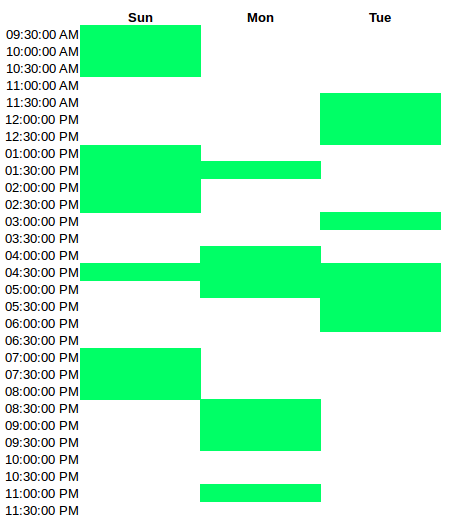 Sun Mon Tue
09:30:00 AM
10:00:00 AM
10:30:00 AM
11:00:00 AM
11:30:00 AM
12:00:00 PM
12:30:00 PM
01:00:00 PM
01:30:00 PM
02:00:00 PM
02:30:00 PM
03:00:00 PM
03:30:00 PM
04:00:00 PM
04:30:00 PM
05:00:00 PM
05:30:00 PM
06:00:00 PM
06:30:00 PM
07:00:00 PM
07:30:00 PM
08:00:00 PM
08:30:00 PM
09:00:00 PM
09:30:00 PM
10:00:00 PM
10:30:00 PM
11:00:00 PM
11:30:00 PM